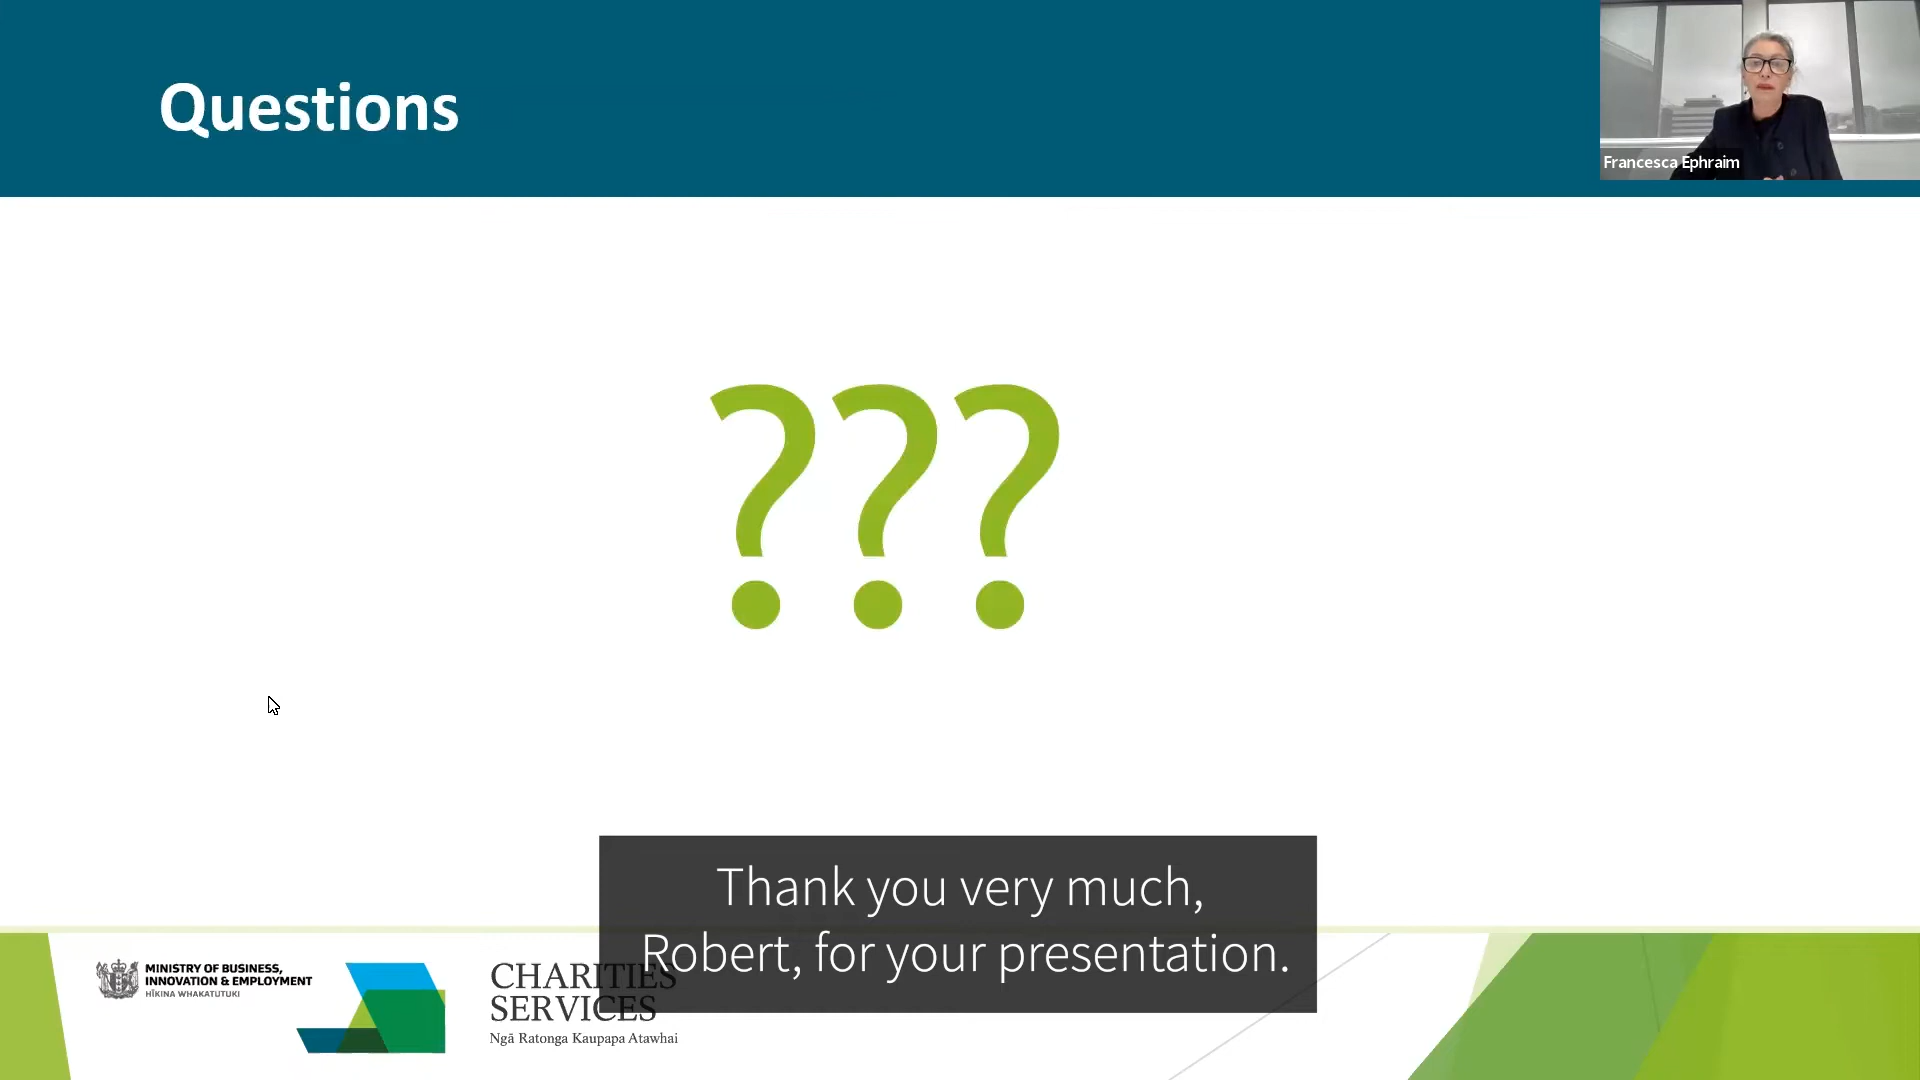 Questions
Francesca Ephraim
???
Thank you very much,
Robert, for your presentation.
MINISTRY OF BUSINESS,
INNOVATION & EMPLOYMENT
HĪKINA WHAKATUTUKI
CHARITIES
SERVICES
Ngā Ratonga Kaupapa Atawhai